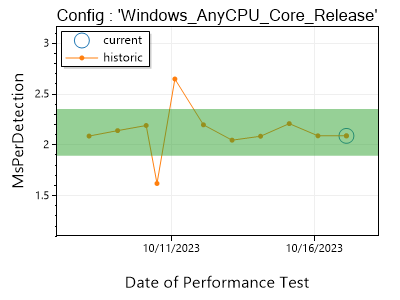 Config : 'Windows_AnyCPU_Core_Release'
current
historic
3
2.5
2
1.5
MsPerDetection
10/11/2023
10/16/2023
Date of Performance Test